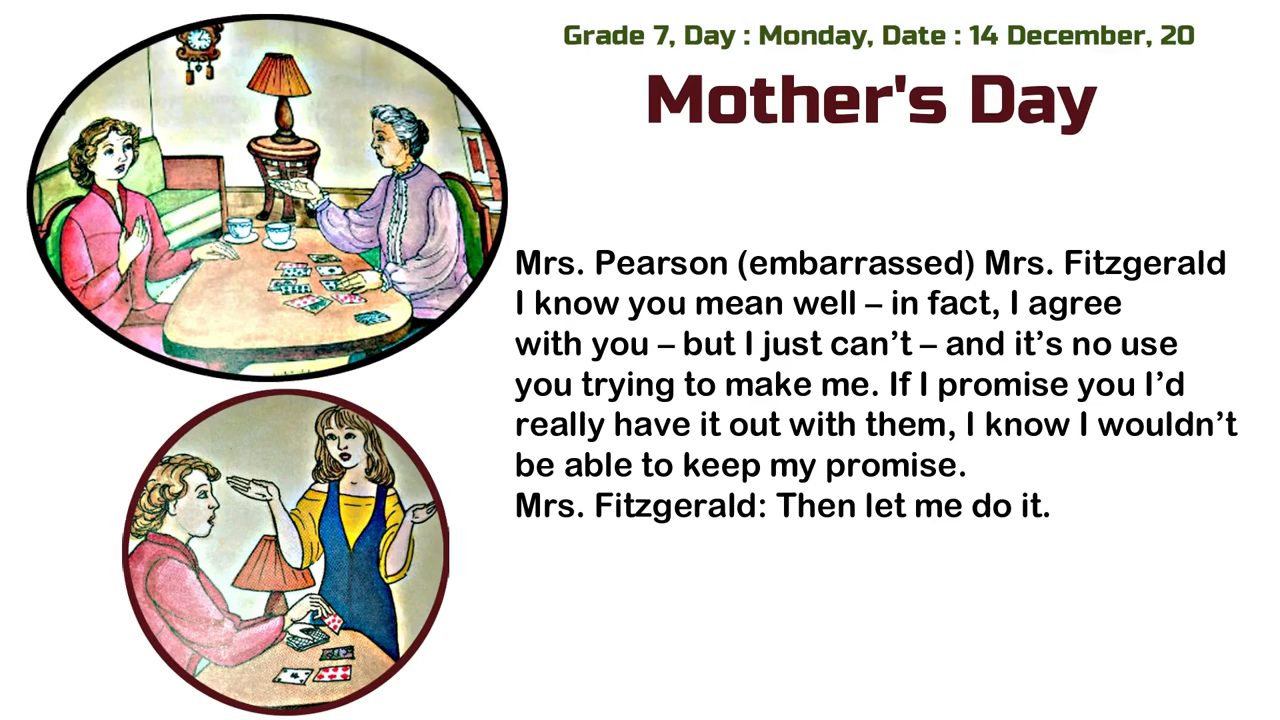 Grade 7, Day : Monday, Date : 14 December, 20
Mother's Day
Mrs. Pearson (embarrassed) Mrs. Fitzgerald
I know you mean well – in fact, I agree
with you – but I just can’t – and it’s no use
you trying to make me. If I promise you I’d
really have it out with them, I know I wouldn’t
be able to keep my promise.
Mrs. Fitzgerald: Then let me do it.